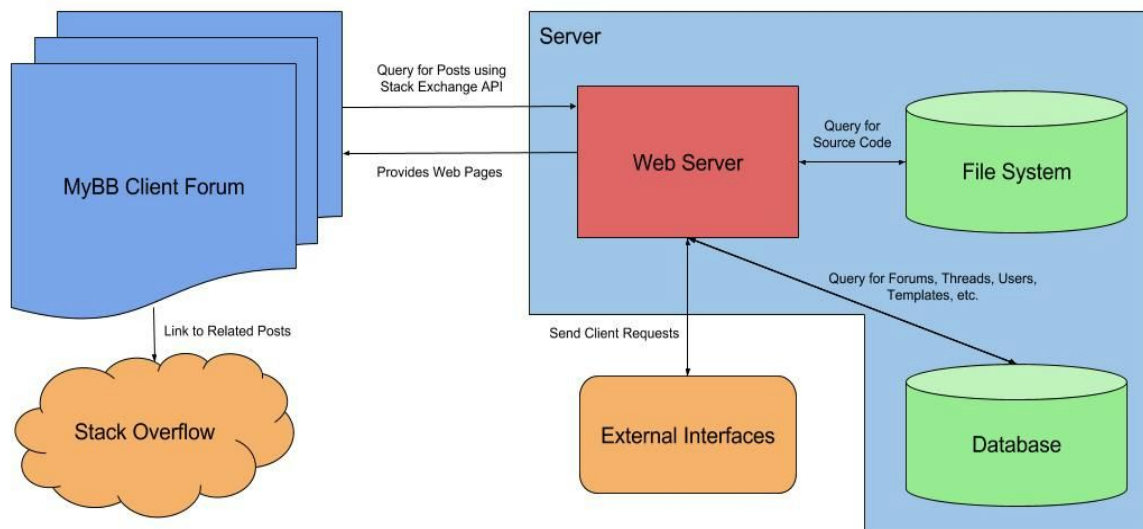 Server
Query for Posts using
Stack Exchange API
Provides Web Pages
MyBB Client Forum
Web Server
Query for
Source Code
File System
Query for Forums, Threads, Users,
Templates, etc.
Link to Related Posts
Send Client Requests
Stack Overflow
External Interfaces
Database